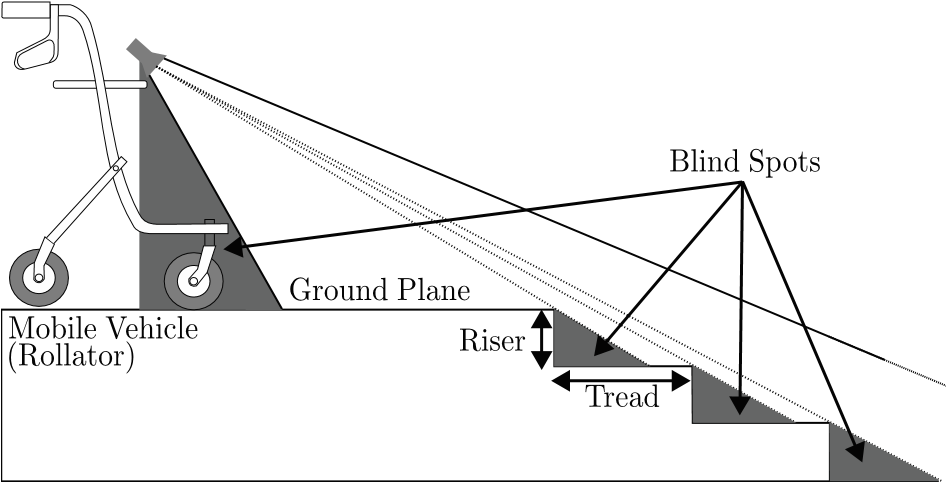 Blind Spots
Ground Plane
Mobile Vehicle
(Rollator)
Riser
Tread